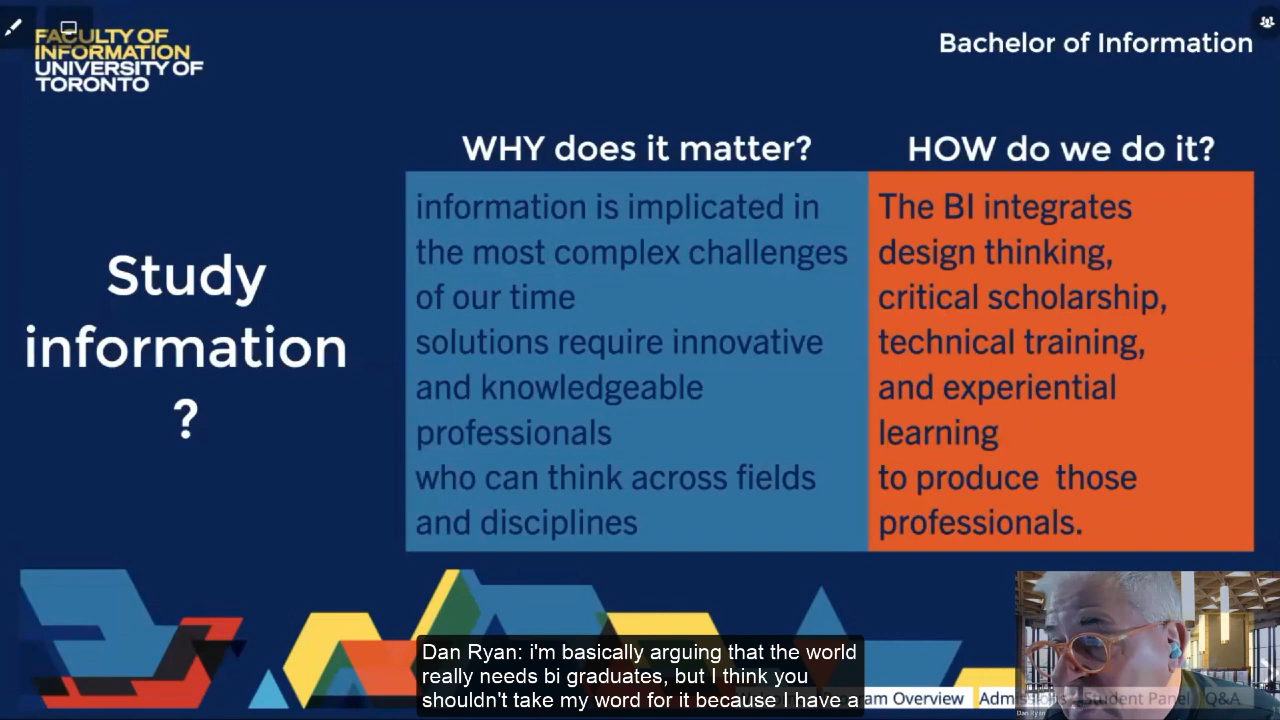 FACULTY OF
INFORMATION
UNIVERSITY OF
TORONTO
Bachelor of Information
Study
information
?
WHY does it matter?
information is implicated in
the most complex challenges
of our time
solutions require innovative
and knowledgeable
professionals
who can think across fields
and disciplines
HOW do we do it?
The BI integrates
design thinking,
critical scholarship,
technical training,
and experiential
learning
to produce those
professionals.
Dan Ryan: i'm basically arguing that the world
really needs bi graduates, but I think you
shouldn't take my word for it because I have a
Overview Admissions Student Panel Q&A
Dan Ryan